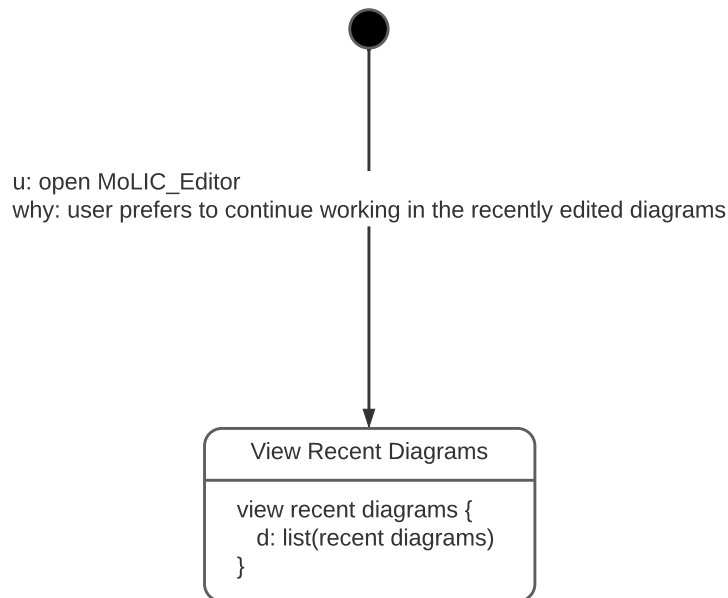 u: open MoLIC_Editor
why: user prefers to continue working in the recently edited diagrams
View Recent Diagrams
view recent diagrams {
d: list(recent diagrams)
}